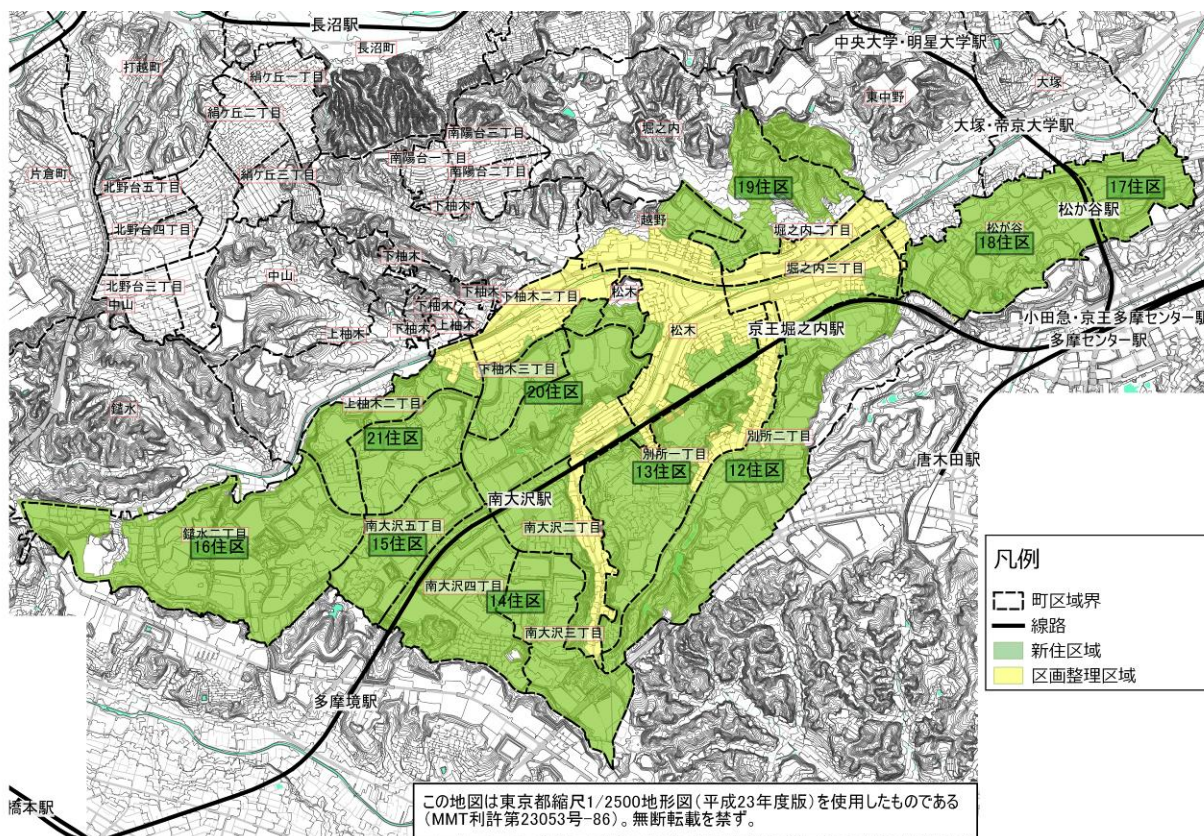 長沼駅
長沼町
打越町
絹ケ丘一丁目
中央大学・明星大学駅
大塚
絹ケ丘二丁目
東中野
大塚・帝京大学駅
堀之内
南陽台三丁目
南陽台一丁目
南陽台二丁目
片倉町
絹ケ丘三丁目
北野台五丁目
19住区
17住区
下柚木
松が谷駅
越野
北野台四丁目
堀之内二丁目
松が谷
18住区
下柚木
中山
堀之内三丁目
北野台三丁目
下柚木
下柚木二丁目
松木
中山
小田急・京王多摩センター駅
上柚木
下柚木
上柚木
松木
京王堀之内駅
多摩センター駅
下柚木三丁目
20住区
上柚木二丁目
鑓水
21住区
別所二丁目
別所一丁目
唐木田駅
13住区
12住区
南大沢駅
鑓水二丁目
16住区
南大沢五丁目
15住区
南大沢二丁目
南大沢四丁目
14住区
南大沢三丁目
多摩境駅
橋本駅
凡例
町区域界
線路
新住区域
区画整理区域
この地図は東京都縮尺1/2500地形図(平成23年度版)を使用したものである
(MMT利許第23053号-86)。無断転載を禁ず。